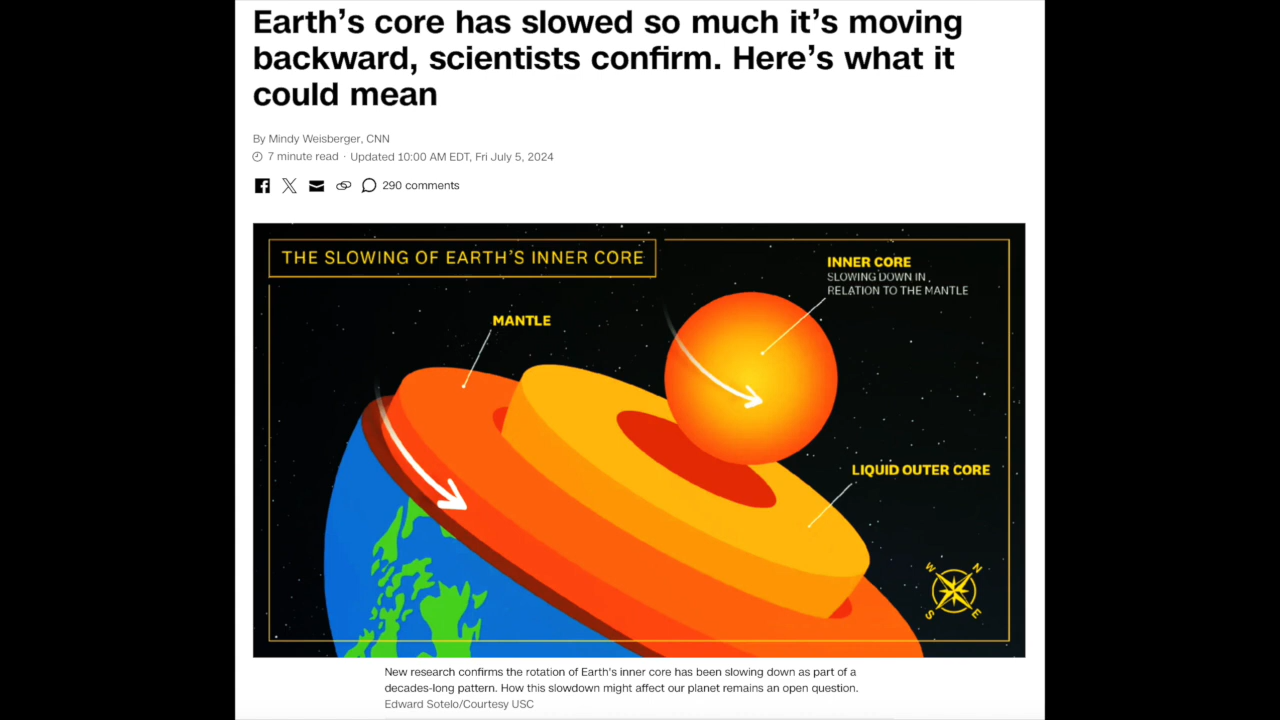 Earth's core has slowed so much it's moving
backward, scientists confirm. Here's what it
could mean
By Mindy Weisberger, CNN
7 minute read · Updated 10:00 AM EDT, Fri July 5, 2024
290 comments
THE SLOWING OF EARTH'S INNER CORE
INNER CORE
SLOWING DOWN IN
RELATION TO THE MANTLE
MANTLE
LIQUID OUTER CORE
W N
S E
New research confirms the rotation of Earth's inner core has been slowing down as part of a
decades-long pattern. How this slowdown might affect our planet remains an open question.
Edward Sotelo/Courtesy USC